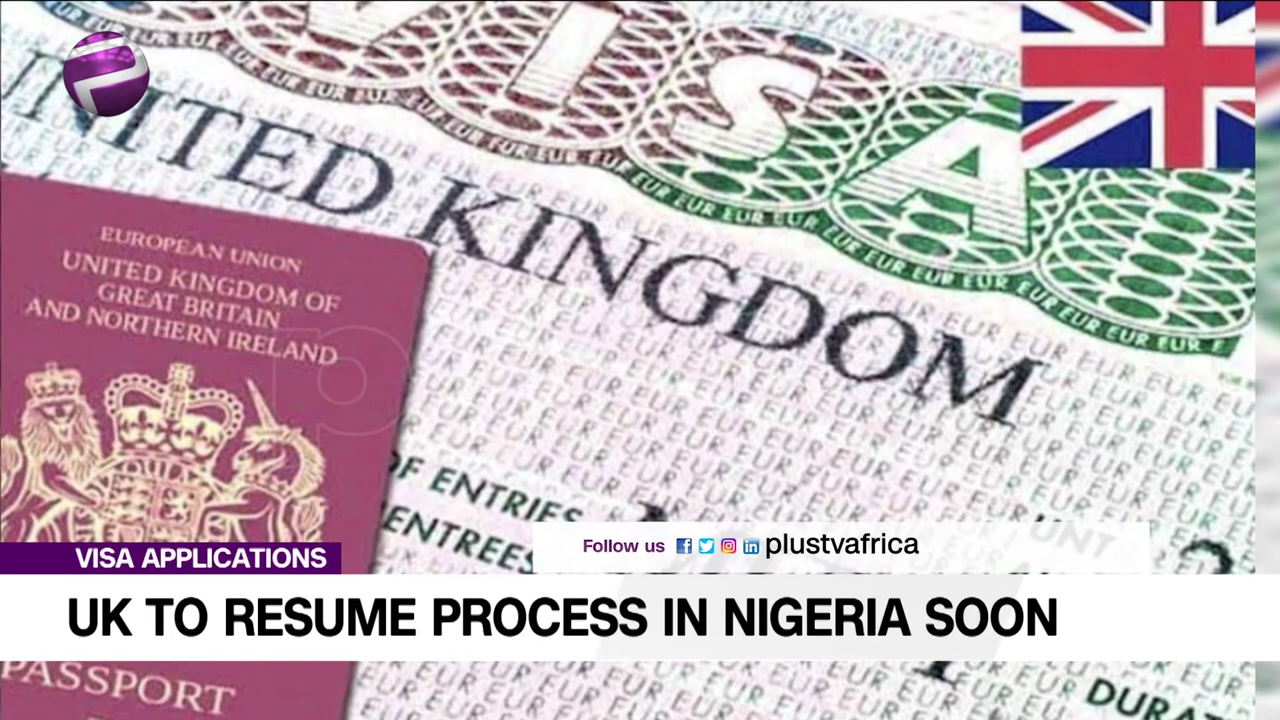 VISA
UNITED KINGDOM
EUROPEAN UNION
UNITED KINGDOM OF
GREAT BRITAIN
AND NORTHERN IRELAND
OF ENTRIES
ENTREES
VISA APPLICATIONS
Follow us plustvafrica
UK TO RESUME PROCESS IN NIGERIA SOON
PASSPORT